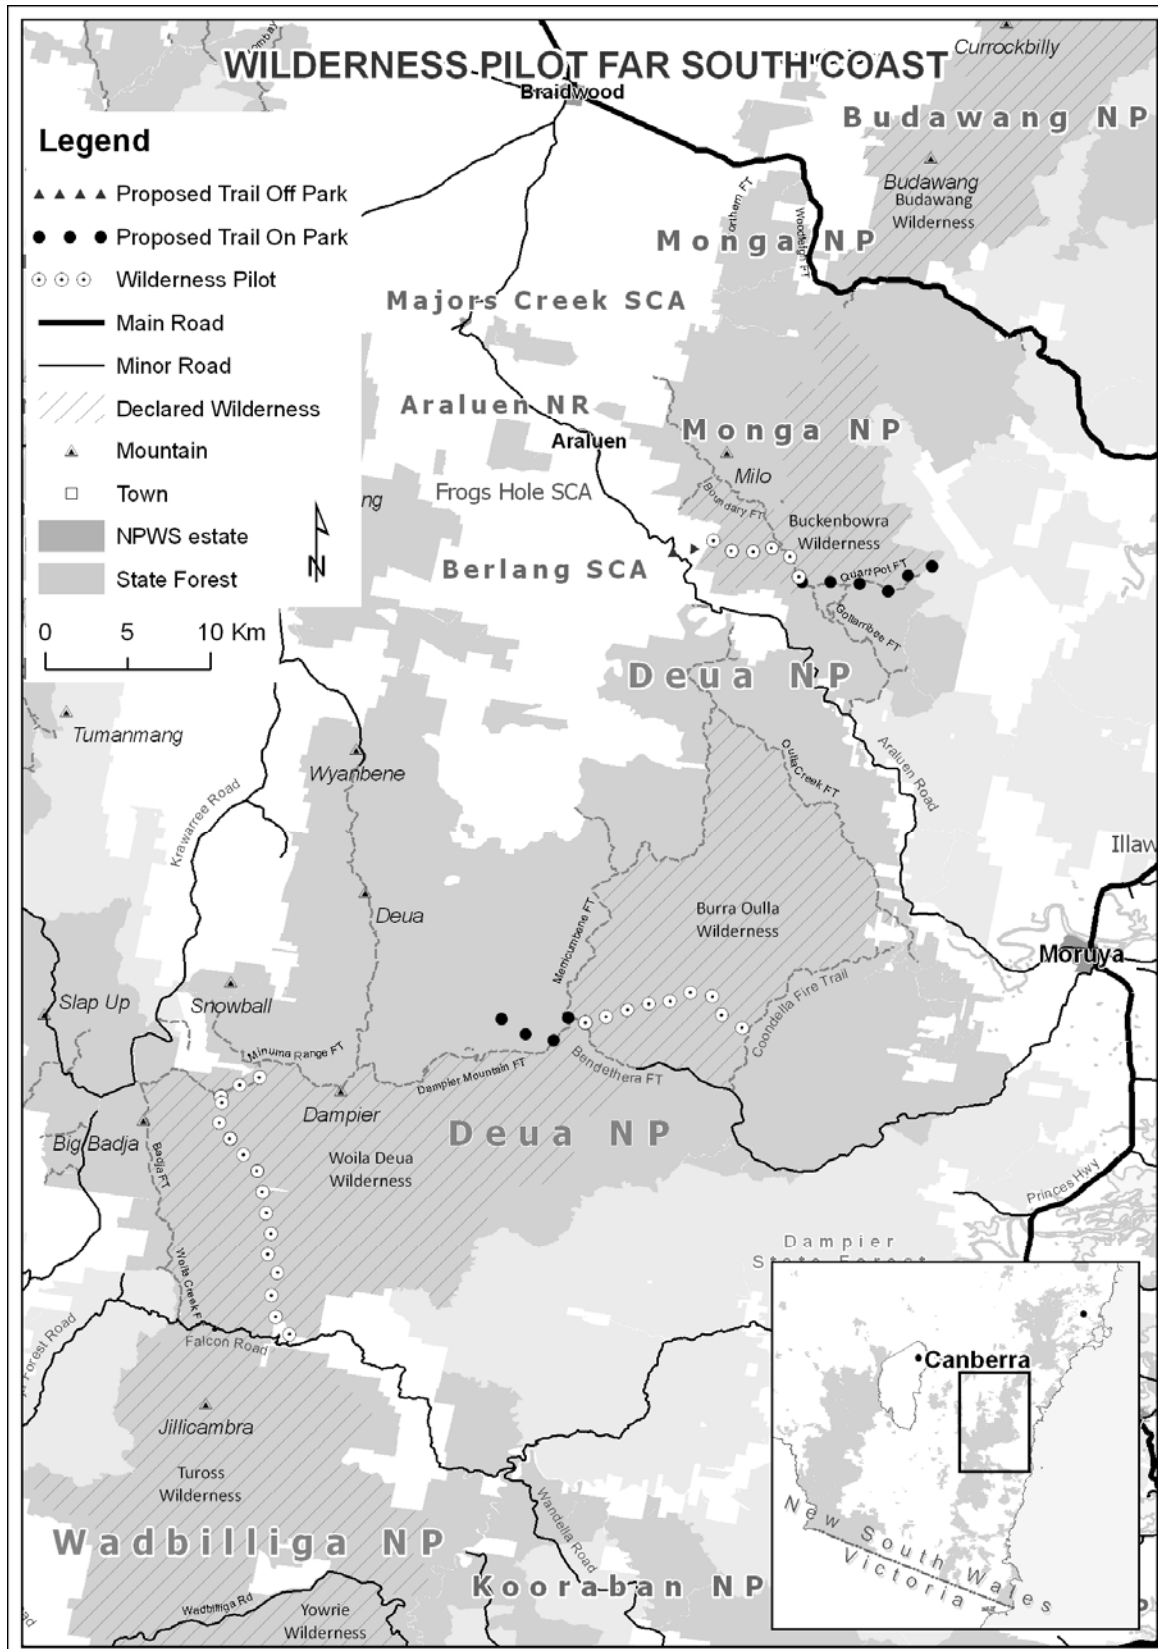 WILDERNESS PILOT FAR SOUTH COAST
Currockbilly
Braidwood
Budawang NP
Legend
Proposed Trail Off Park
Proposed Trail On Park
Wilderness Pilot
Main Road
Minor Road
Declared Wilderness
Mountain
Town
NPWS estate
State Forest
N
0 5 10 Km
Budawang
Budawang
Wilderness
Woodleigh FT
Monga NP
Majors Creek SCA
Araluen NR
Araluen
Monga NP
Milo
Frogs Hole SCA
Boundary FT
Buckenbowra
Wilderness
Berlang SCA
Quart Pot FT
Gollarribee FT
Deua NP
Tumanmang
Wyanbene
Krawarree Road
Oulla Creek FT
Araluen Road
Illaw
Deua
Burra Oulla
Wilderness
Merricumbene FT
Moruya
Slap Up
Snowball
Coondella Fire Trail
Minuma Range FT
Dampier Mountain FT
Bendethera FT
Dampier
Big Badja
Badja FT
Deua NP
Woila Deua
Wilderness
Princes Hwy
Woila Creek F
Dampier
State Forest
Forest Road
Falcon Road
Canberra
Jillicambra
Tuross
Wilderness
Wadbilliga NP
Wandella Road
Kooraban NP
Wadbilliga Rd
Yowrie
Wilderness
New South Wales
Victoria